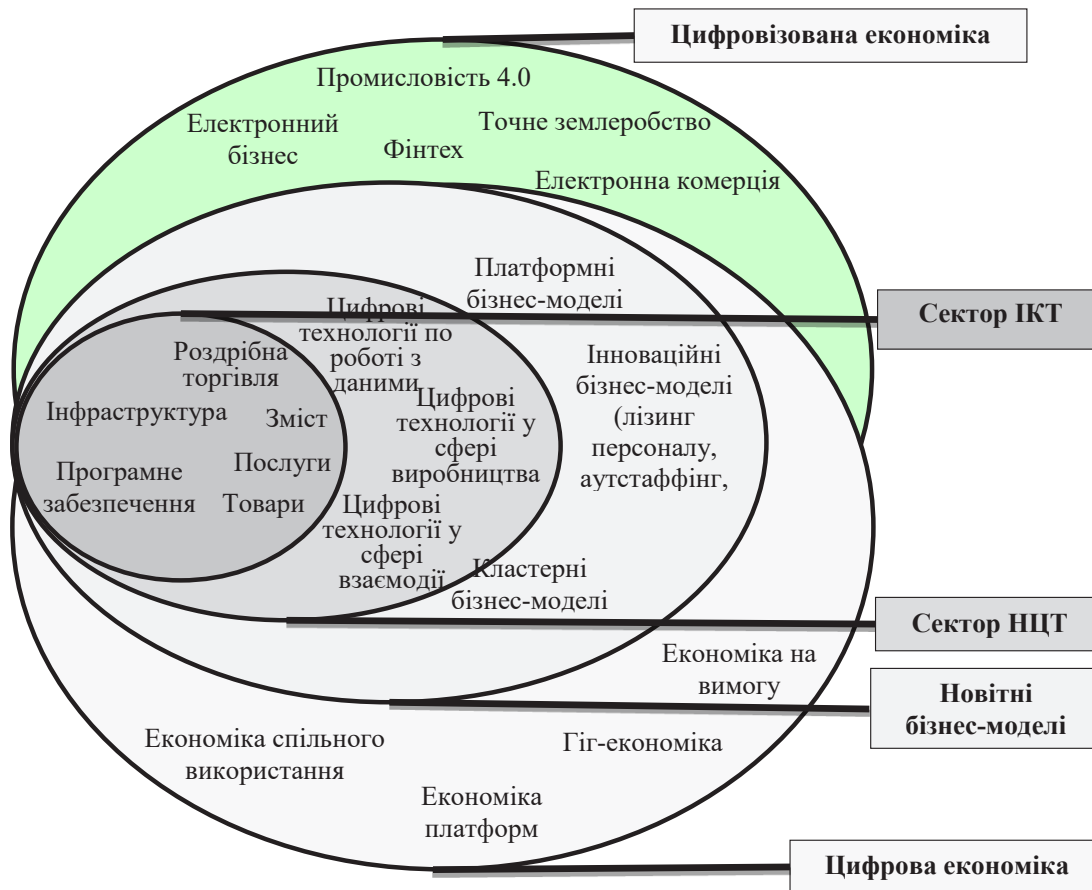 Цифровізована економіка
Промисловість 4.0
Електронний
бізнес
Точне землеробство
Фінтех
Електронна комерція
Платформні
бізнес-моделі
Сектор ІКТ
Цифрові
технології по
роботі з
даними
Роздрібна
торгівля
Інфраструктура
Зміст
Інноваційні
бізнес-моделі
(лізинг
персоналу,
аутстаффінг,
Цифрові
технології у
сфері
виробництва
Програмне
забезпечення
Послуги
Товари
Цифрові
технології у
сфері
взаємодії
Кластерні
бізнес-моделі
Сектор НЦТ
Економіка на
вимогу
Новітні
бізнес-моделі
Економіка спільного
використання
Гіг-економіка
Економіка
платформ
Цифрова економіка